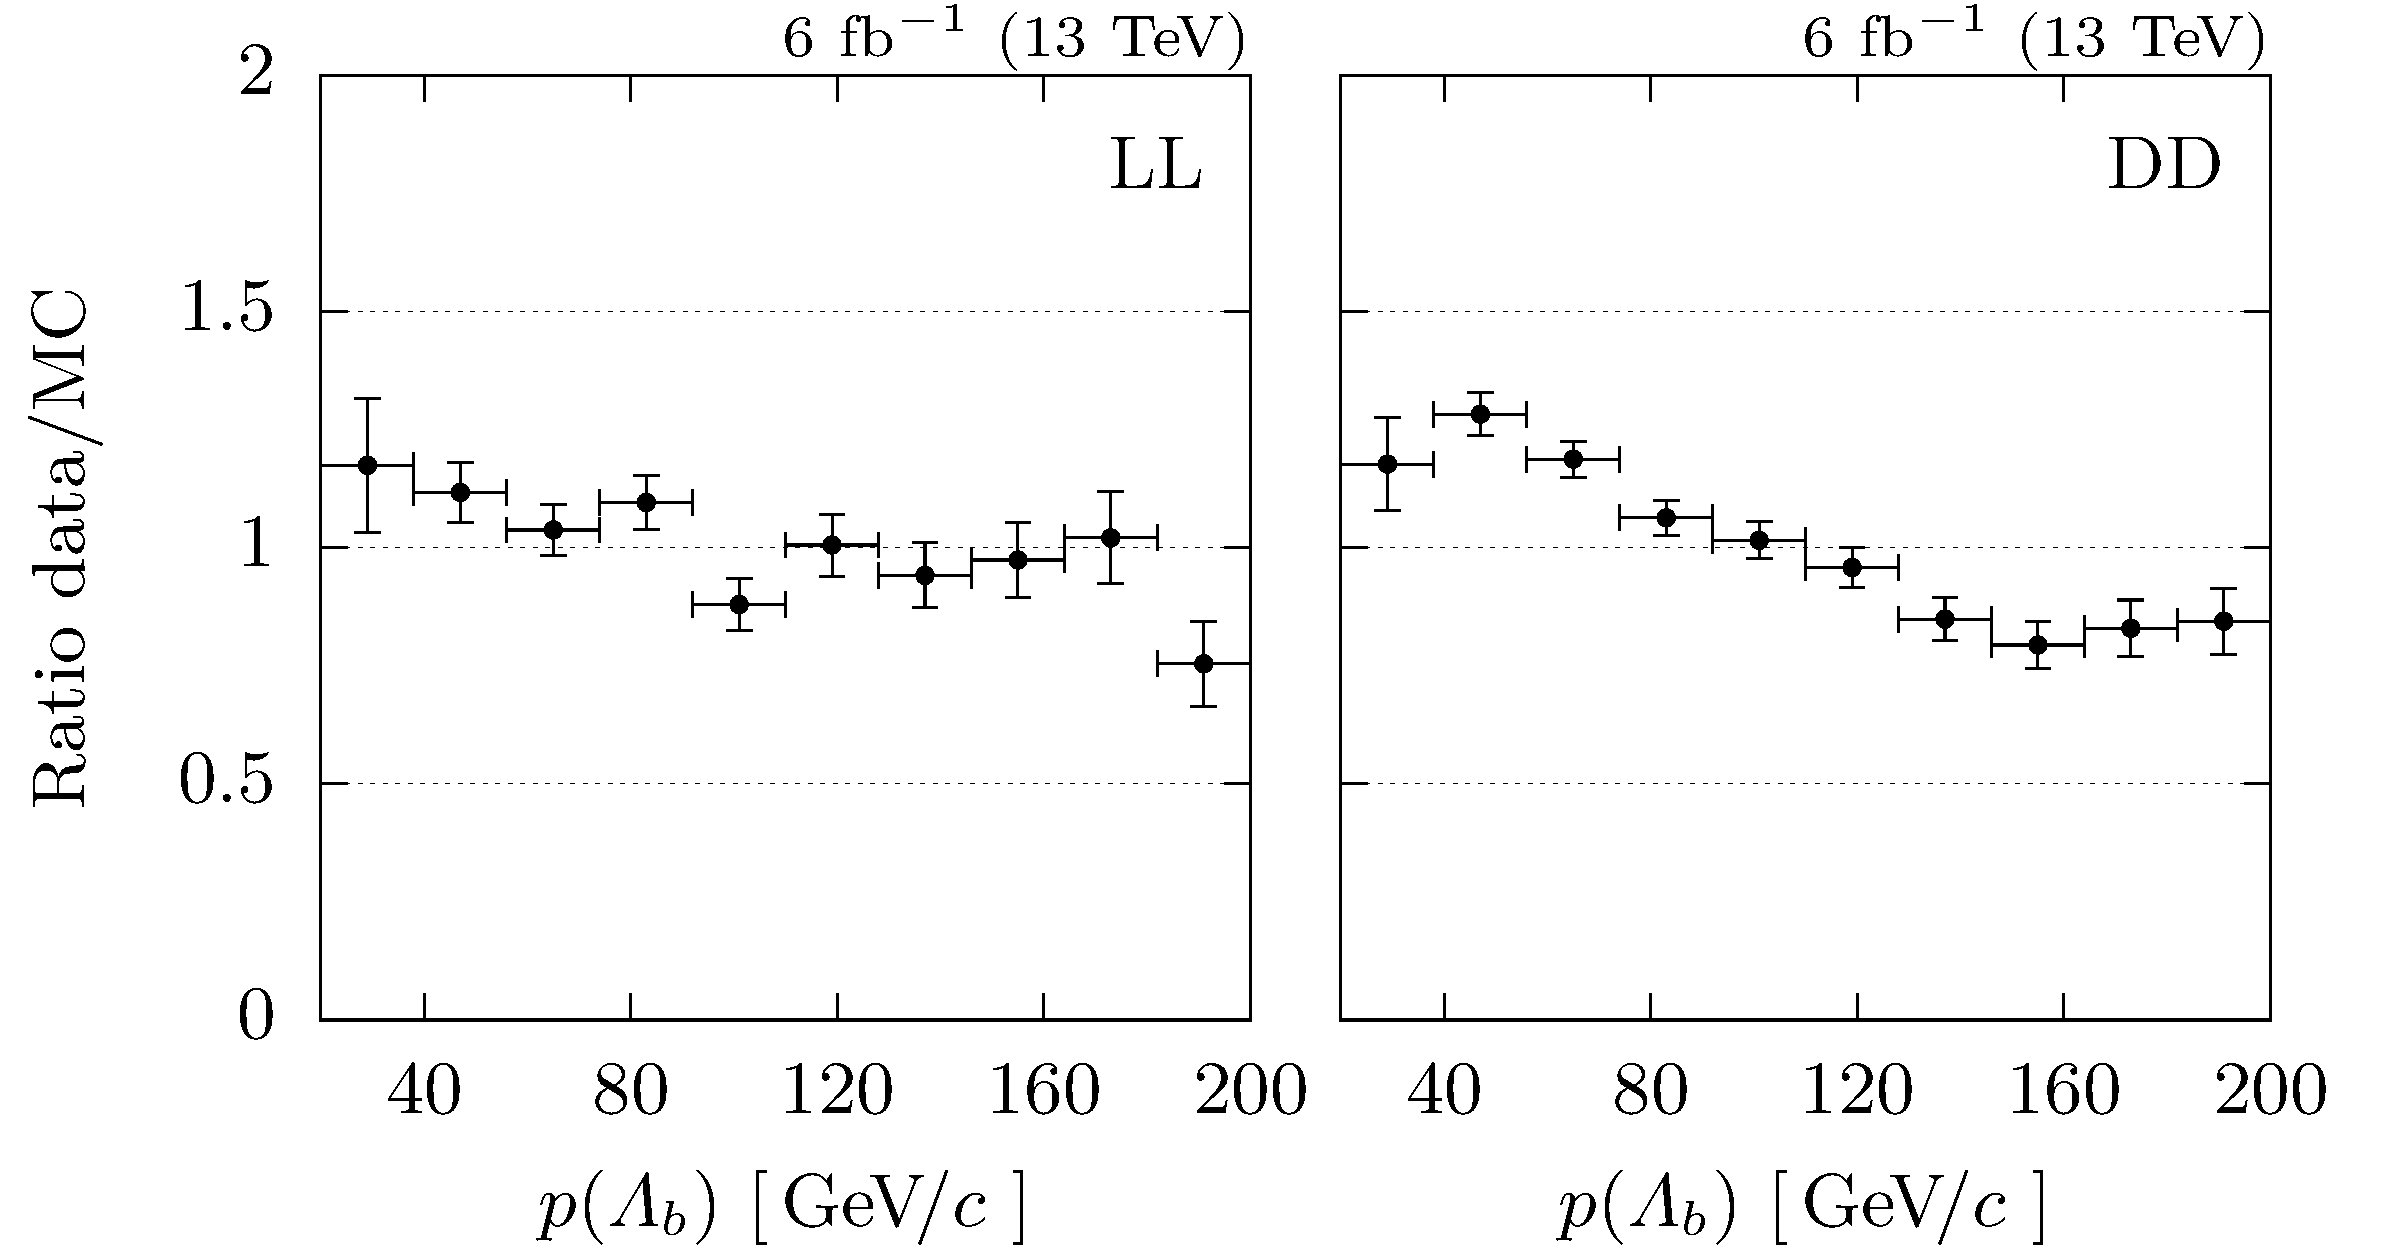 6 fb⁻¹ (13 TeV)
6 fb⁻¹ (13 TeV)
LL
DD
Ratio data/MC
2
1.5
1
0.5
0
40 80 120 160 200
40 80 120 160 200
p(Λb) [ GeV/c ]
p(Λb) [ GeV/c ]